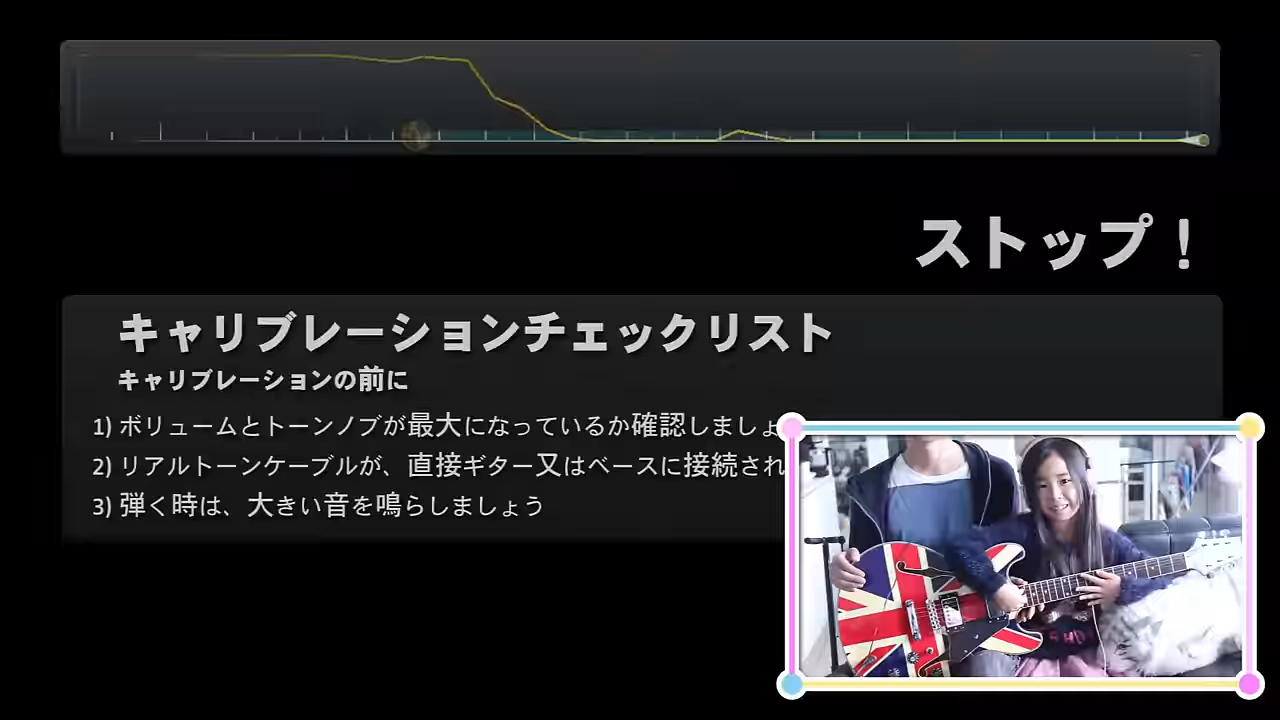 ストップ！
キャリブレーションチェックリスト
キャリブレーションの前に
1) ボリュームとトーンノブが最大になっているか確認しましょ
2) リアルトーンケーブルが、直接ギター又はベースに接続され
3) 弾く時は、大きい音を鳴らしましょう